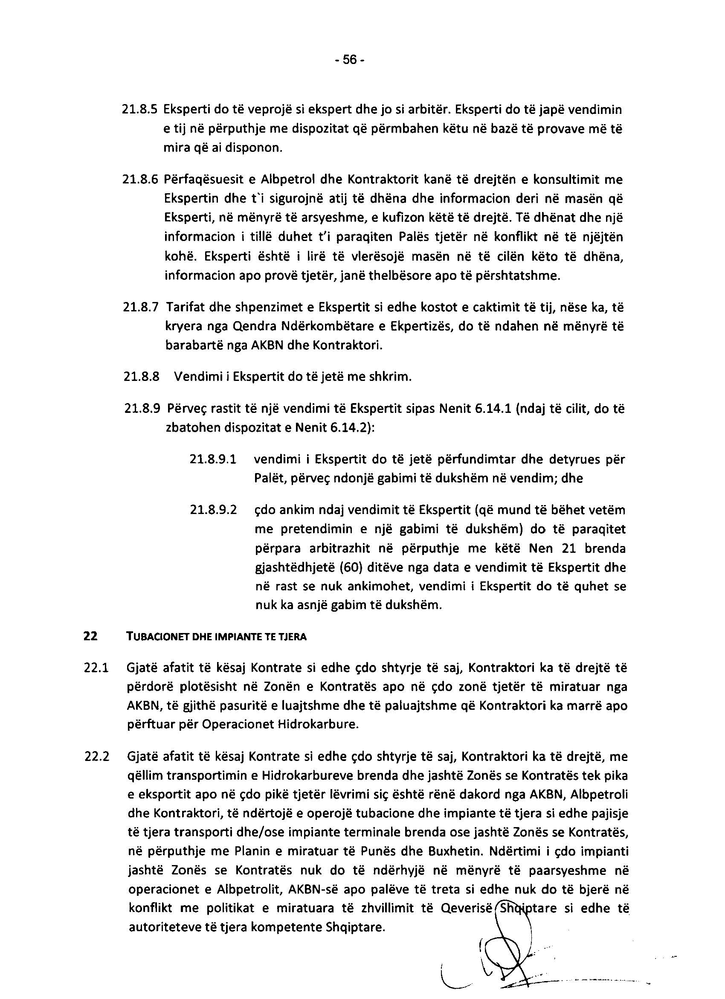 - 56 -
21.8.5 Eksperti do të veprojë si ekspert dhe jo si arbitër. Eksperti do të japë vendimin
e tij në përputhje me dispozitat që përmbahen këtu në bazë të provave më të
mira që ai disponon.
21.8.6 Përfaqësuesit e Albpetrol dhe Kontraktorit kanë të drejtën e konsultimit me
Ekspertin dhe t`i sigurojnë atij të dhëna dhe informacion deri në masën që
Eksperti, në mënyrë të arsyeshme, e kufizon këtë të drejtë. Të dhënat dhe një
informacion i tillë duhet t'i paraqiten Palës tjetër në konflikt në të njëjtën
kohë. Eksperti është i lirë të vlerësojë masën në të cilën këto të dhëna,
informacion apo provë tjetër, janë thelbësore apo të përshtatshme.
21.8.7 Tarifat dhe shpenzimet e Ekspertit si edhe kostot e caktimit të tij, nëse ka, të
kryera nga Qendra Ndërkombëtare e Ekpertizës, do të ndahen në mënyrë të
barabartë nga AKBN dhe Kontraktori.
21.8.8 Vendimi i Ekspertit do të jetë me shkrim.
21.8.9 Përveç rastit të një vendimi të Ekspertit sipas Nenit 6.14.1 (ndaj të cilit, do të
zbatohen dispozitat e Nenit 6.14.2):
21.8.9.1 vendimi i Ekspertit do të jetë përfundimtar dhe detyrues për
Palët, përveç ndonjë gabimi të dukshëm në vendim; dhe
21.8.9.2 çdo ankim ndaj vendimit të Ekspertit (që mund të bëhet vetëm
me pretendimin e një gabimi të dukshëm) do të paraqitet
përpara arbitrazhit në përputhje me këtë Nen 21 brenda
gjashtëdhjetë (60) ditëve nga data e vendimit të Ekspertit dhe
në rast se nuk ankimohet, vendimi i Ekspertit do të quhet se
nuk ka asnjë gabim të dukshëm.
22 TUBACIONET DHE IMPIANTE TE TJERA
22.1 Gjatë afatit të kësaj Kontrate si edhe çdo shtyrje të saj, Kontraktori ka të drejtë të
përdorë plotësisht në Zonën e Kontratës apo në çdo zonë tjetër të miratuar nga
AKBN, të gjithë pasuritë e luajtshme dhe të paluajtshme që Kontraktori ka marrë apo
përftuar për Operacionet Hidrokarbure.
22.2 Gjatë afatit të kësaj Kontrate si edhe çdo shtyrje të saj, Kontraktori ka të drejtë, me
qëllim transportimin e Hidrokarbureve brenda dhe jashtë Zonës se Kontratës tek pika
e eksportit apo në çdo pikë tjetër lëvrimi siç është rënë dakord nga AKBN, Albpetroli
dhe Kontraktori, të ndërtojë e operojë tubacione dhe impiante të tjera si edhe pajisje
të tjera transporti dhe/ose impiante terminale brenda ose jashtë Zonës se Kontratës,
në përputhje me Planin e miratuar të Punës dhe Buxhetin. Ndërtimi i çdo impianti
jashtë Zonës se Kontratës nuk do të ndërhyjë në mënyrë të paarsyeshme në
operacionet e Albpetrolit, AKBN-së apo palëve të treta si edhe nuk do të bjerë në
konflikt me politikat e miratuara të zhvillimit të Qeverisë Shqiptare si edhe të
autoriteteve të tjera kompetente Shqiptare.